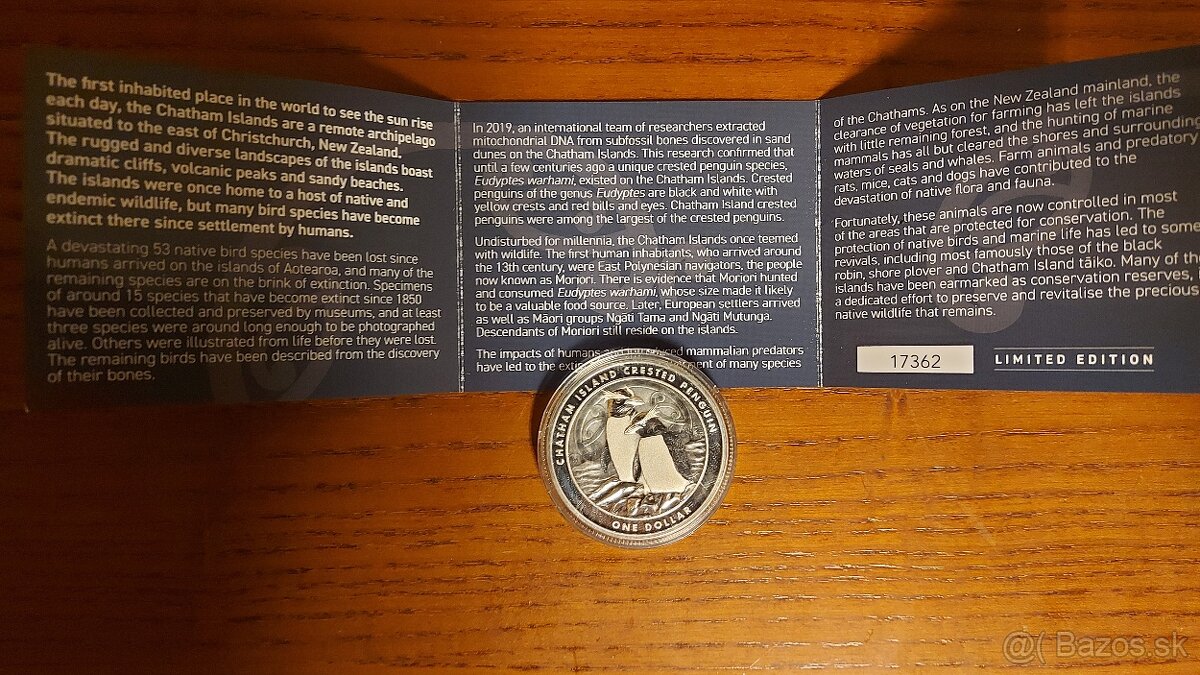 The first inhabited place in the world to see the sun rise
each day, the Chatham Islands are a remote archipelago
situated to the east of Christchurch, New Zealand.
The rugged and diverse landscapes of the islands boast
dramatic cliffs, volcanic peaks and sandy beaches.
The islands were once home to a host of native and
endemic wildlife, but many bird species have become
extinct there since settlement by humans.
A devastating 53 native bird species have been lost since
humans arrived on the islands of Aotearoa, and many of the
remaining species are on the brink of extinction. Specimens
of around 15 species that have become extinct since 1850
have been collected and preserved by museums, and at least
three species were around long enough to be photographed
alive. Others were illustrated from life before they were lost.
The remaining birds have been described from the discovery
of their bones.
In 2019, an international team of researchers extracted
mitochondrial DNA from subfossil bones discovered in sand
dunes on the Chatham Islands. This research confirmed that
until a few centuries ago a unique crested penguin species,
Eudyptes warhami, existed on the Chatham Islands. Crested
penguins of the genus Eudyptes are black and white with
yellow crests and red bills and eyes. Chatham Island crested
penguins were among the largest of the crested penguins.
Undisturbed for millennia, the Chatham Islands once teemed
with wildlife. The first human inhabitants, who arrived around
the 13th century, were East Polynesian navigators, the people
now known as Moriori. There is evidence that Moriori hunted
and consumed Eudyptes warhami, whose size made it likely
to be a valuable food source. Later, European settlers arrived
as well as Māori groups Ngāti Tama and Ngāti Mutunga.
Descendants of Moriori still reside on the islands.
The impacts of humans and mammalian predators
have led to the of many species
of the Chathams. As on the New Zealand mainland, the
clearance of vegetation for farming has left the islands
with little remaining forest, and the hunting of marine
mammals has all but cleared the shores and surrounding
waters of seals and whales. Farm animals and predatory
rats, mice, cats and dogs have contributed to the
devastation of native flora and fauna.
Fortunately, these animals are now controlled in most
of the areas that are protected for conservation. The
protection of native birds and marine life has led to some
revivals, including most famously those of the black
robin, shore plover and Chatham Island tāiko. Many of the
islands have been earmarked as conservation reserves,
a dedicated effort to preserve and revitalise the precious
native wildlife that remains.
17362 LIMITED EDITION
CHATHAM ISLAND CRESTED PENGUIN
ONE DOLLAR
@( Bazos.sk